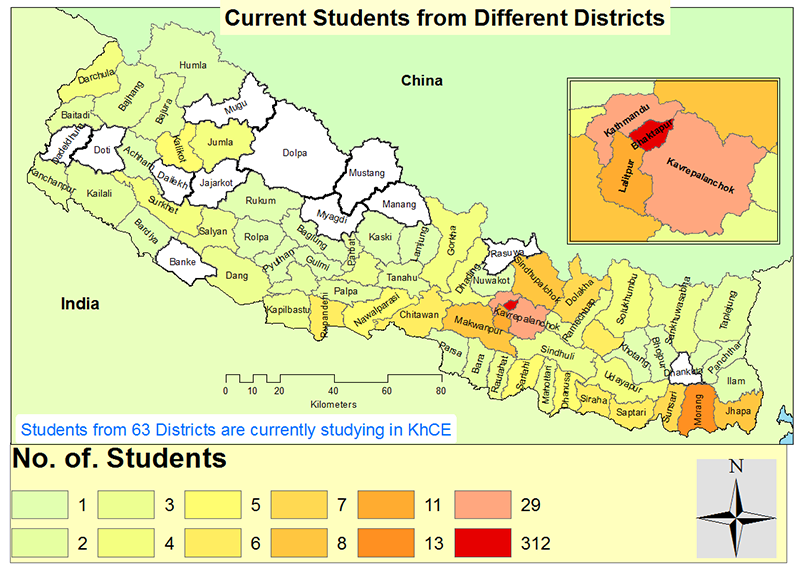 Current Students from Different Districts
China
India
Humla
Darchula
Bajhang
Bajura
Mugu
Baitadi
Dadeldhura
Doti
Achham
Kalikot
Jumla
Dolpa
Mustang
Manang
Dailekh
Jajarkot
Kanchanpur
Kailali
Surkhet
Rukum
Myagdi
Bardiya
Salyan
Rolpa
Baglung
Parbat
Kaski
Lamjung
Gorkha
Rasuwa
Banke
Dang
Pyuthan
Gulmi
Tanahu
Dhading
Nuwakot
Sindhupalchok
Dolakha
Kapilbastu
Rupandehi
Palpa
Nawalparasi
Chitawan
Makwanpur
Kavrepalanchok
Ramechhap
Solukhumbu
Sankhuwasabha
Taplejung
Parsa
Bara
Rautahat
Sarlahi
Mahottari
Dhanusa
Sindhuli
Siraha
Udayapur
Saptari
Khotang
Bhojpur
Dhankuta
Panchthar
Ilam
Sunsari
Morang
Jhapa
Kathmandu
Bhaktapur
Lalitpur
Kavrepalanchok
0 10 20 40 60 80
Kilometers
Students from 63 Districts are currently studying in KhCE
No. of. Students
1 3 5 7 11 29
2 4 6 8 13 312
N